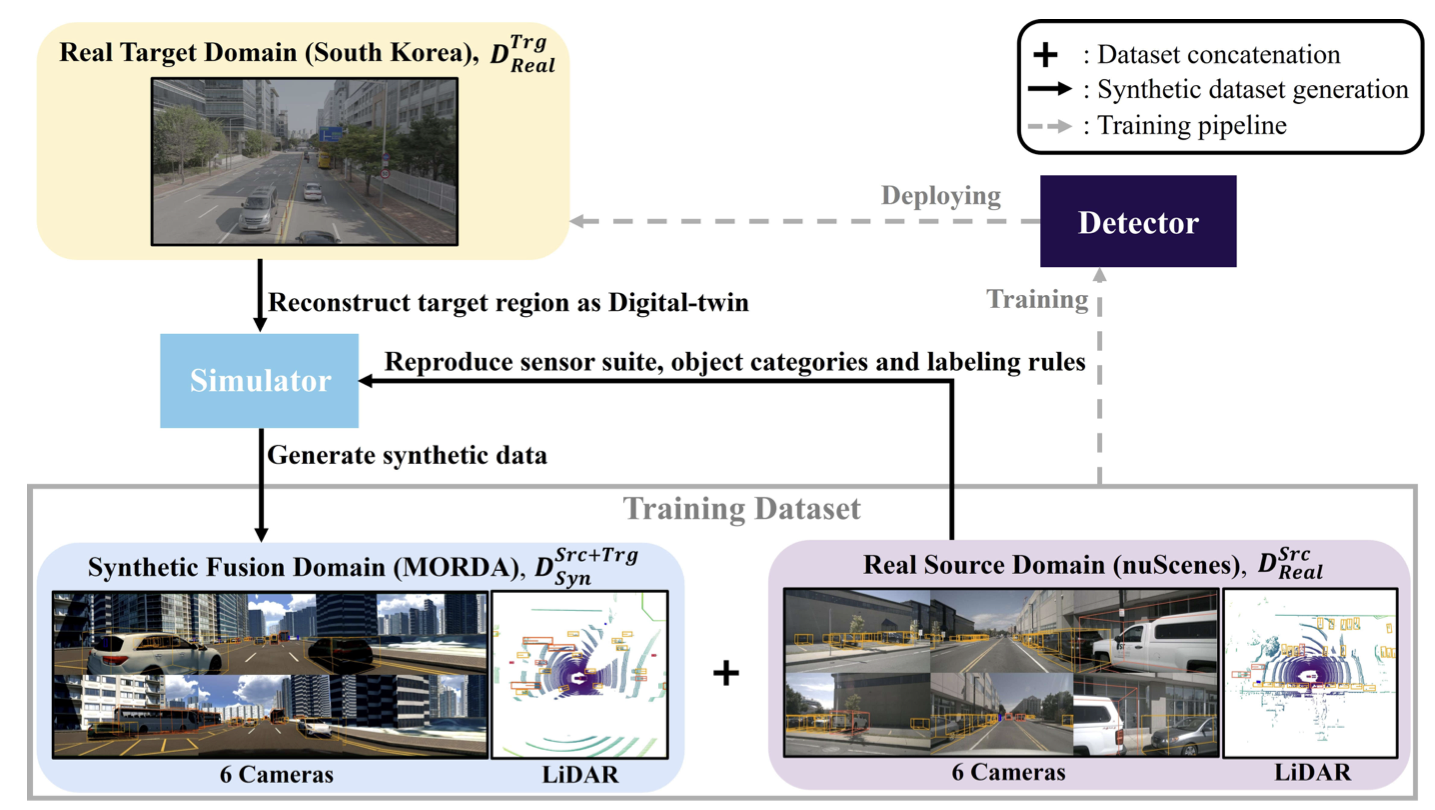 Real Target Domain (South Korea), $D_{Real}^{Trg}$
+ : Dataset concatenation
→ : Synthetic dataset generation
⇢ : Training pipeline
Deploying
Detector
Training
Reconstruct target region as Digital-twin
Simulator
Reproduce sensor suite, object categories and labeling rules
Generate synthetic data
Training Dataset
Synthetic Fusion Domain (MORDA), $D_{Syn}^{Src+Trg}$
Real Source Domain (nuScenes), $D_{Real}^{Src}$
+
6 Cameras
LiDAR
6 Cameras
LiDAR